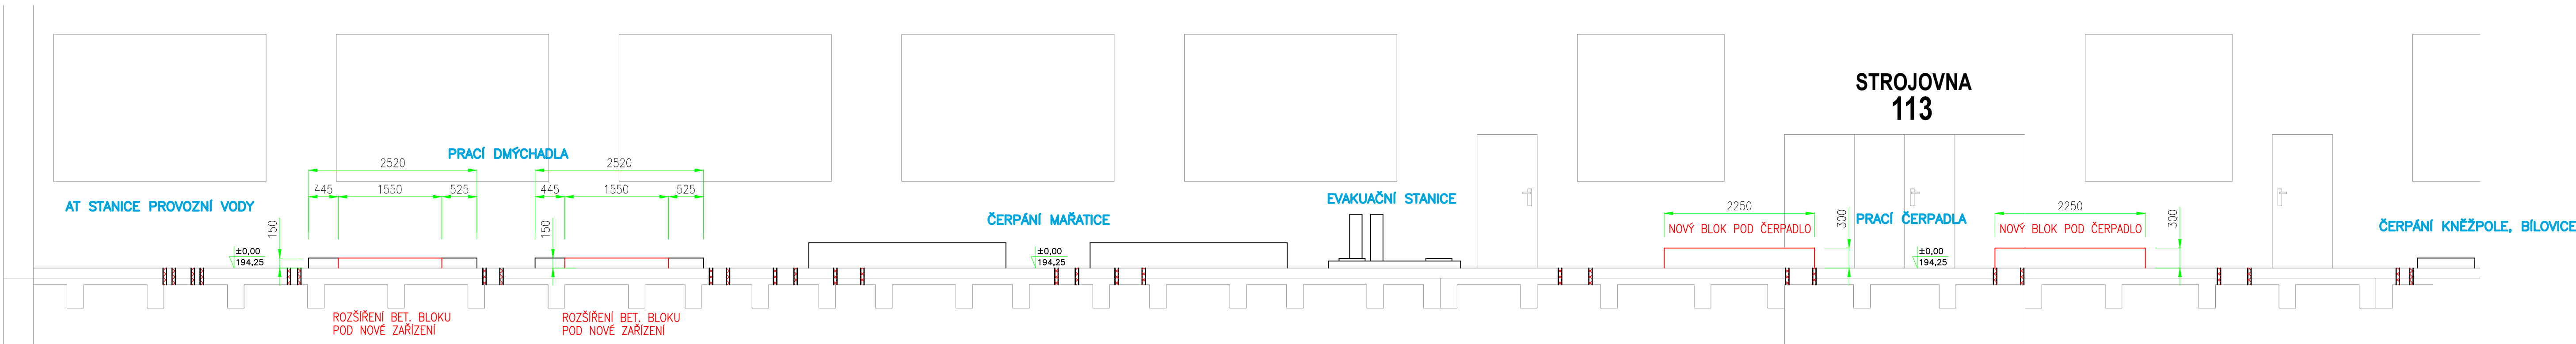 STROJOVNA
113
PRACÍ DMÝCHADLA
2520
2520
445
1550
525
445
1550
525
AT STANICE PROVOZNÍ VODY
EVAKUAČNÍ STANICE
ČERPÁNÍ MAŘATICE
2250
PRACÍ ČERPADLA
2250
NOVÝ BLOK POD ČERPADLO
NOVÝ BLOK POD ČERPADLO
ČERPÁNÍ KNĚŽPOLE, BÍLOVICE
150
150
300
300
±0,00
194,25
±0,00
194,25
±0,00
194,25
ROZŠÍŘENÍ BET. BLOKU
POD NOVÉ ZAŘÍZENÍ
ROZŠÍŘENÍ BET. BLOKU
POD NOVÉ ZAŘÍZENÍ